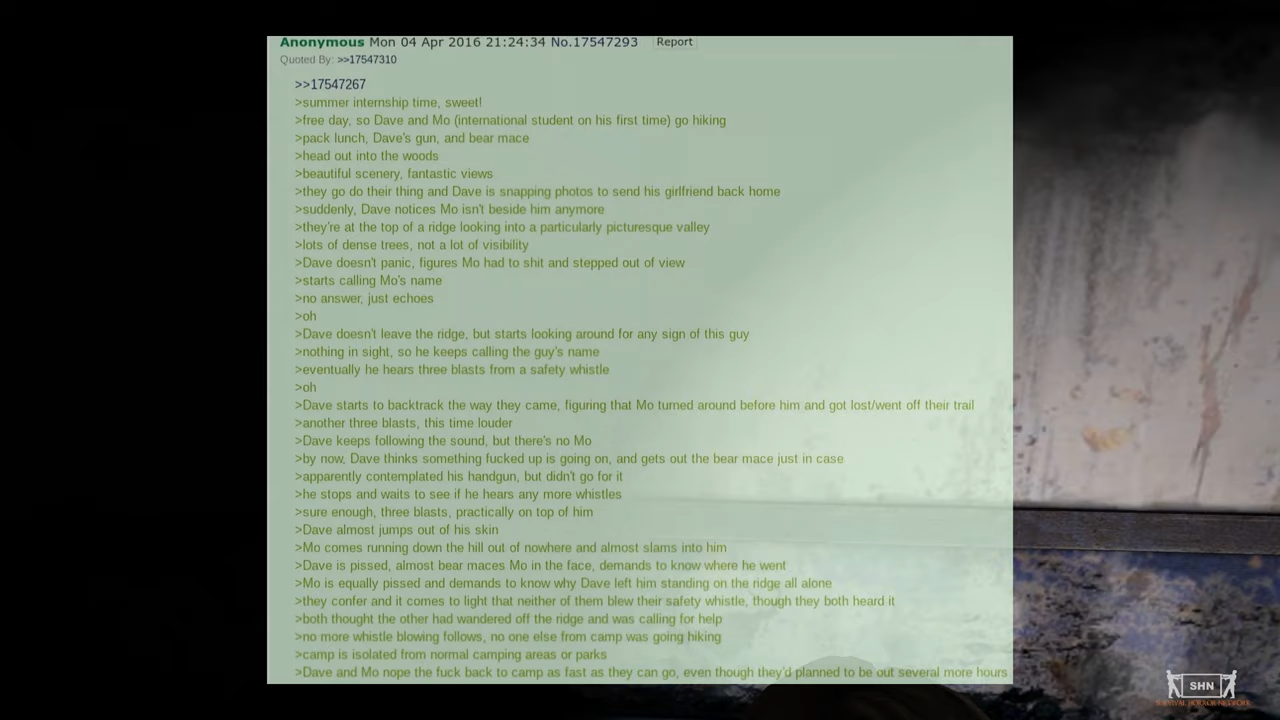 Anonymous Mon 04 Apr 2016 21:24:34 No.17547293 Report
Quoted By: >>17547310
>>17547267
>summer internship time, sweet!
>free day, so Dave and Mo (international student on his first time) go hiking
>pack lunch, Dave's gun, and bear mace
>head out into the woods
>beautiful scenery, fantastic views
>they go do their thing and Dave is snapping photos to send his girlfriend back home
>suddenly, Dave notices Mo isn't beside him anymore
>they're at the top of a ridge looking into a particularly picturesque valley
>lots of dense trees, not a lot of visibility
>Dave doesn't panic, figures Mo had to shit and stepped out of view
>starts calling Mo's name
>no answer, just echoes
>oh
>Dave doesn't leave the ridge, but starts looking around for any sign of this guy
>nothing in sight, so he keeps calling the guy's name
>eventually he hears three blasts from a safety whistle
>oh
>Dave starts to backtrack the way they came, figuring that Mo turned around before him and got lost/went off their trail
>another three blasts, this time louder
>Dave keeps following the sound, but there's no Mo
>by now, Dave thinks something fucked up is going on, and gets out the bear mace just in case
>apparently contemplated his handgun, but didn't go for it
>he stops and waits to see if he hears any more whistles
>sure enough, three blasts, practically on top of him
>Dave almost jumps out of his skin
>Mo comes running down the hill out of nowhere and almost slams into him
>Dave is pissed, almost bear maces Mo in the face, demands to know where he went
>Mo is equally pissed and demands to know why Dave left him standing on the ridge all alone
>they confer and it comes to light that neither of them blew their safety whistle, though they both heard it
>both thought the other had wandered off the ridge and was calling for help
>no more whistle blowing follows, no one else from camp was going hiking
>camp is isolated from normal camping areas or parks
>Dave and Mo nope the fuck back to camp as fast as they can go, even though they'd planned to be out several more hours
SHN
SURVIVAL HORROR NETWORK